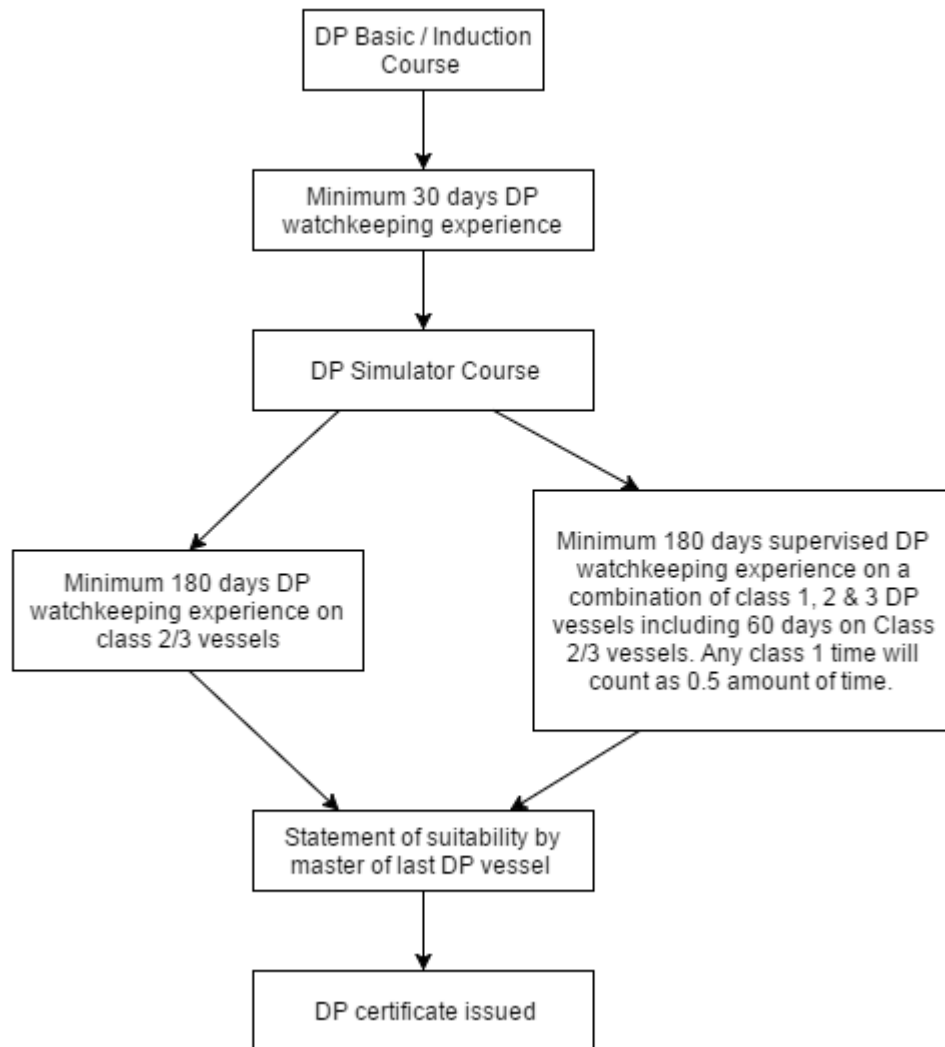 DP Basic / Induction
Course
Minimum 30 days DP
watchkeeping experience
DP Simulator Course
Minimum 180 days DP
watchkeeping experience on
class 2/3 vessels
Minimum 180 days supervised DP
watchkeeping experience on a
combination of class 1, 2 & 3 DP
vessels including 60 days on Class
2/3 vessels. Any class 1 time will
count as 0.5 amount of time.
Statement of suitability by
master of last DP vessel
DP certificate issued